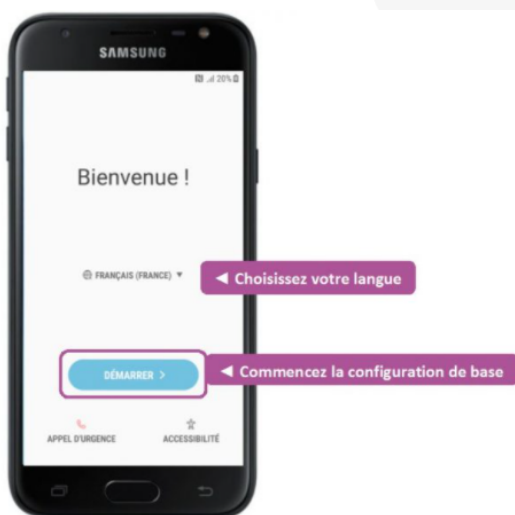 SAMSUNG
20%
Bienvenue !
FRANÇAIS (FRANCE)
◄ Choisissez votre langue
DÉMARRER >
◄ Commencez la configuration de base
APPEL D'URGENCE
ACCESSIBILITÉ